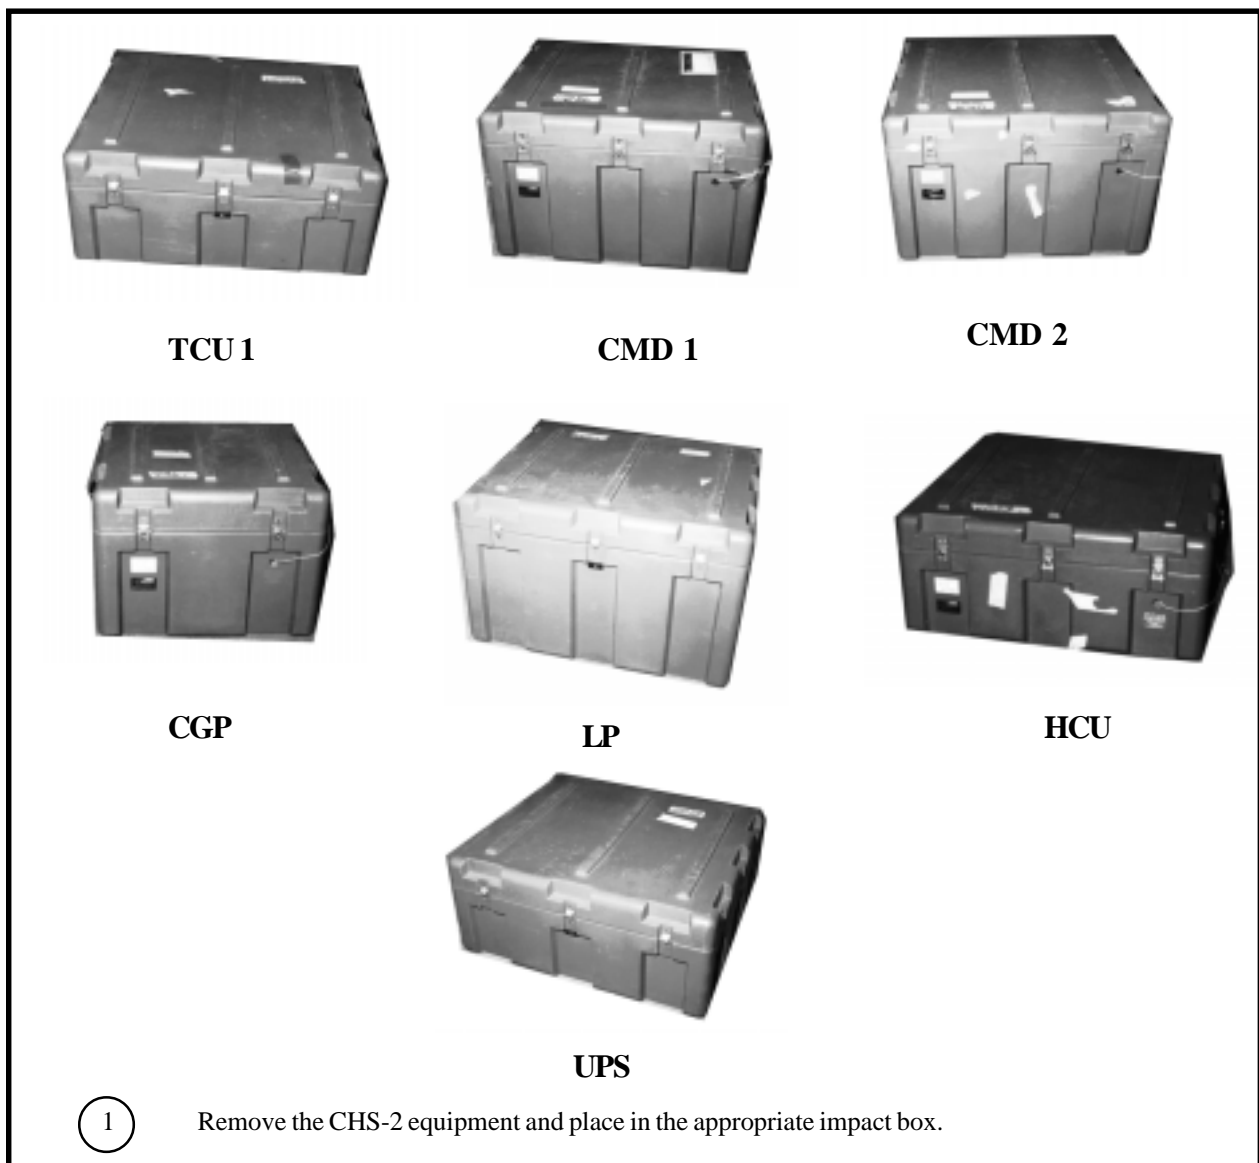 TCU 1
CMD 1
CMD 2
CGP
LP
HCU
UPS
1 Remove the CHS-2 equipment and place in the appropriate impact box.